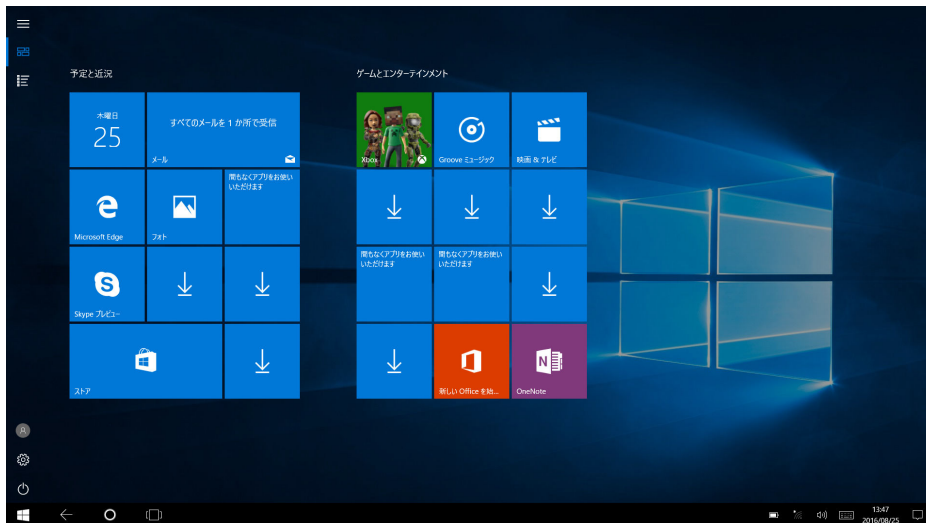 予定と近況
木曜日
25
すべてのメールを 1 か所で受信
メール
Microsoft Edge
フォト
間もなくアプリをお使い
いただけます
Skype プレビュー
ストア
ゲームとエンターテインメント
Xbox
Groove ミュージック
映画 & テレビ
間もなくアプリをお使い
いただけます
間もなくアプリをお使い
いただけます
新しい Office を始...
OneNote
13:47
2016/08/25